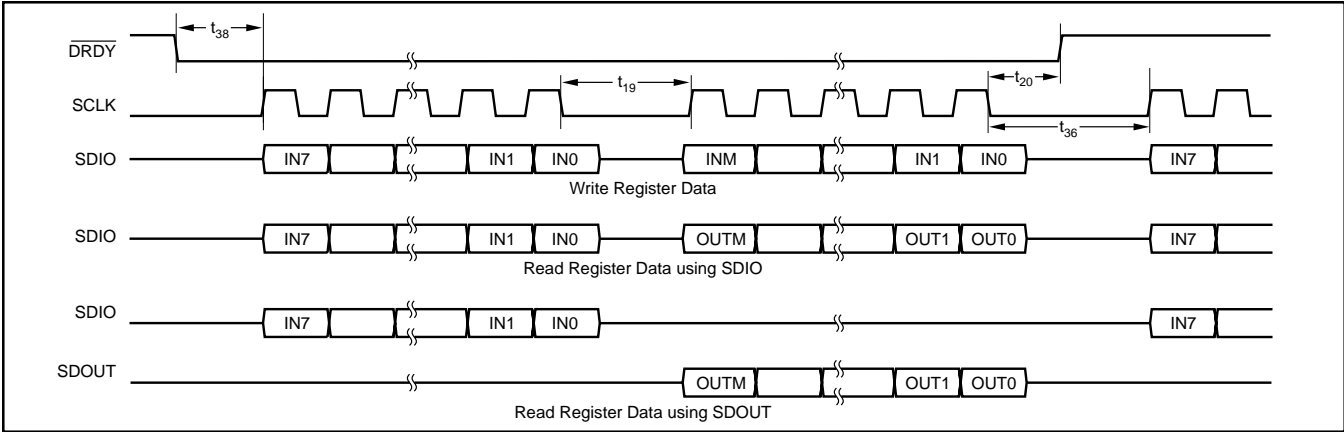 t38
DRDY
t19
t20
SCLK
t36
SDIO IN7 IN1 IN0 INM IN1 IN0 IN7
Write Register Data
SDIO IN7 IN1 IN0 OUTM OUT1 OUT0 IN7
Read Register Data using SDIO
SDIO IN7 IN1 IN0 IN7
SDOUT OUTM OUT1 OUT0
Read Register Data using SDOUT